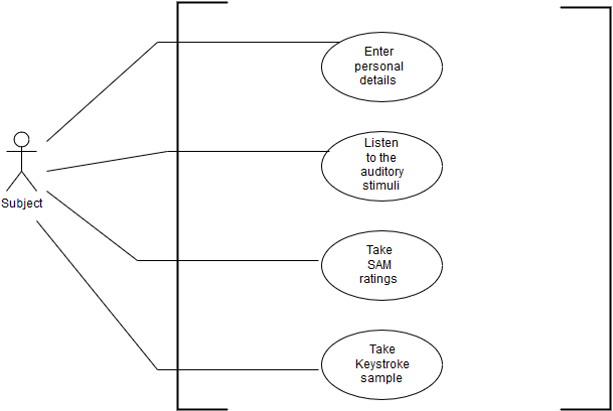 Enter
personal
details
Listen
to the
auditory
stimuli
Subject
Take
SAM
ratings
Take
Keystroke
sample